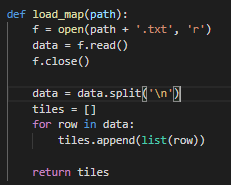 def load_map(path):
    f = open(path + '.txt', 'r')
    data = f.read()
    f.close()

    data = data.split('\n')
    tiles = []
    for row in data:
        tiles.append(list(row))

    return tiles